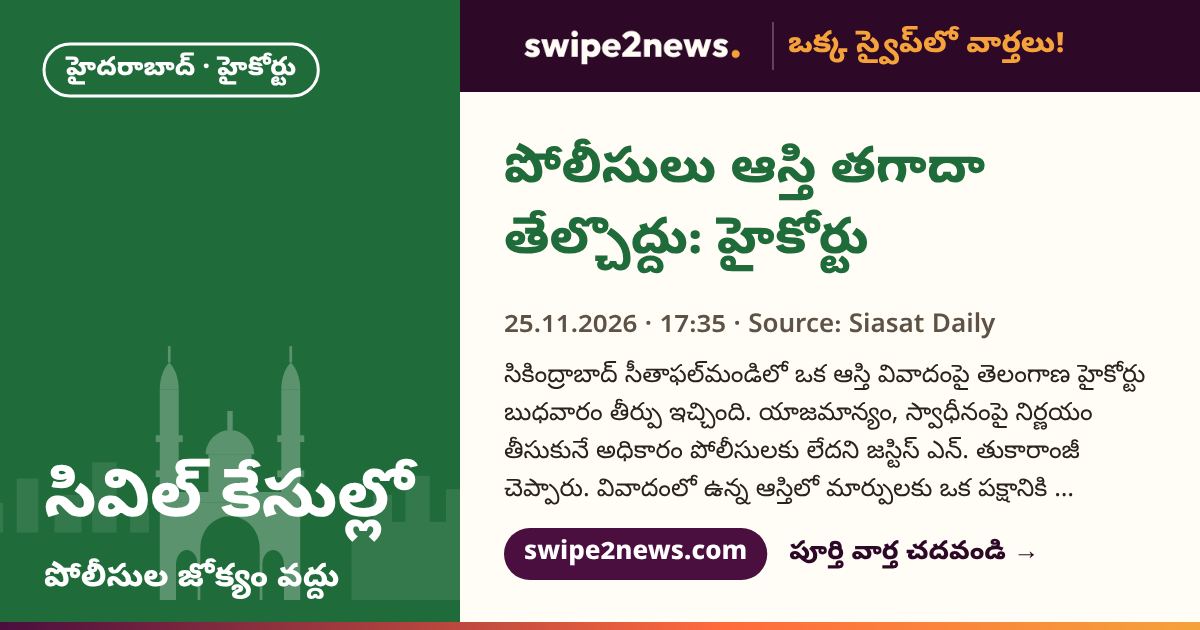 హైదరాబాద్ · హైకోర్టు
సివిల్ కేసుల్లో
పోలీసుల జోక్యం వద్దు
swipe2news.
ఒక్క స్వైప్‌లో వార్తలు!
పోలీసులు ఆస్తి తగాదా
తేల్చొద్దు: హైకోర్టు
25.11.2026 · 17:35 · Source: Siasat Daily
సికింద్రాబాద్ సీతాఫల్‌మండిలో ఒక ఆస్తి వివాదంపై తెలంగాణ హైకోర్టు
బుధవారం తీర్పు ఇచ్చింది. యాజమాన్యం, స్వాధీనంపై నిర్ణయం
తీసుకునే అధికారం పోలీసులకు లేదని జస్టిస్ ఎన్. తుకారాంజీ
చెప్పారు. వివాదంలో ఉన్న ఆస్తిలో మార్పులకు ఒక పక్షానికి ...
swipe2news.com
పూర్తి వార్త చదవండి →